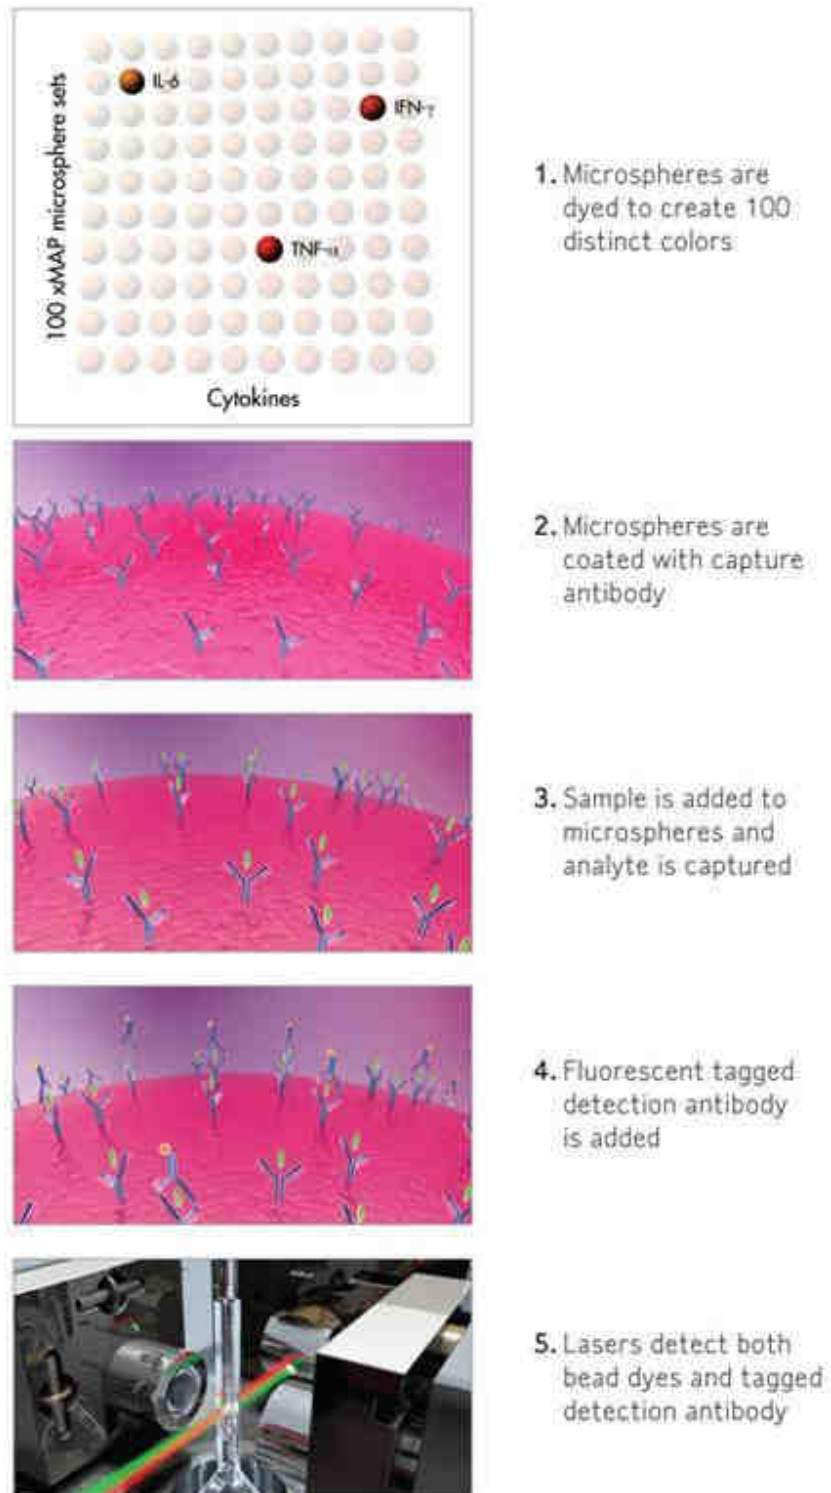 IL-6
IFN-γ
TNF-α
100 xMAP microsphere sets
Cytokines
1. Microspheres are
dyed to create 100
distinct colors
2. Microspheres are
coated with capture
antibody
3. Sample is added to
microspheres and
analyte is captured
4. Fluorescent tagged
detection antibody
is added
5. Lasers detect both
bead dyes and tagged
detection antibody